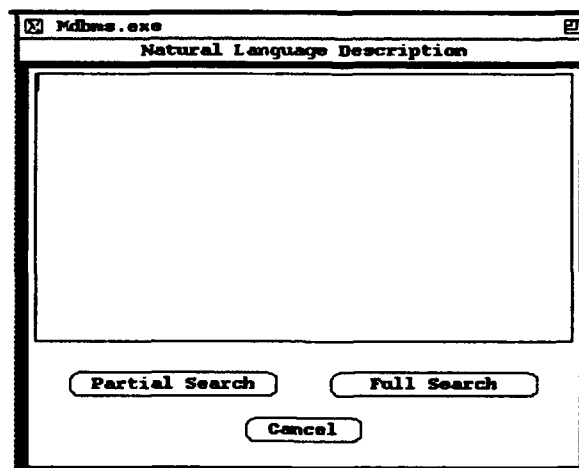 Mdbms.exe
Natural Language Description
Partial Search Full Search
Cancel